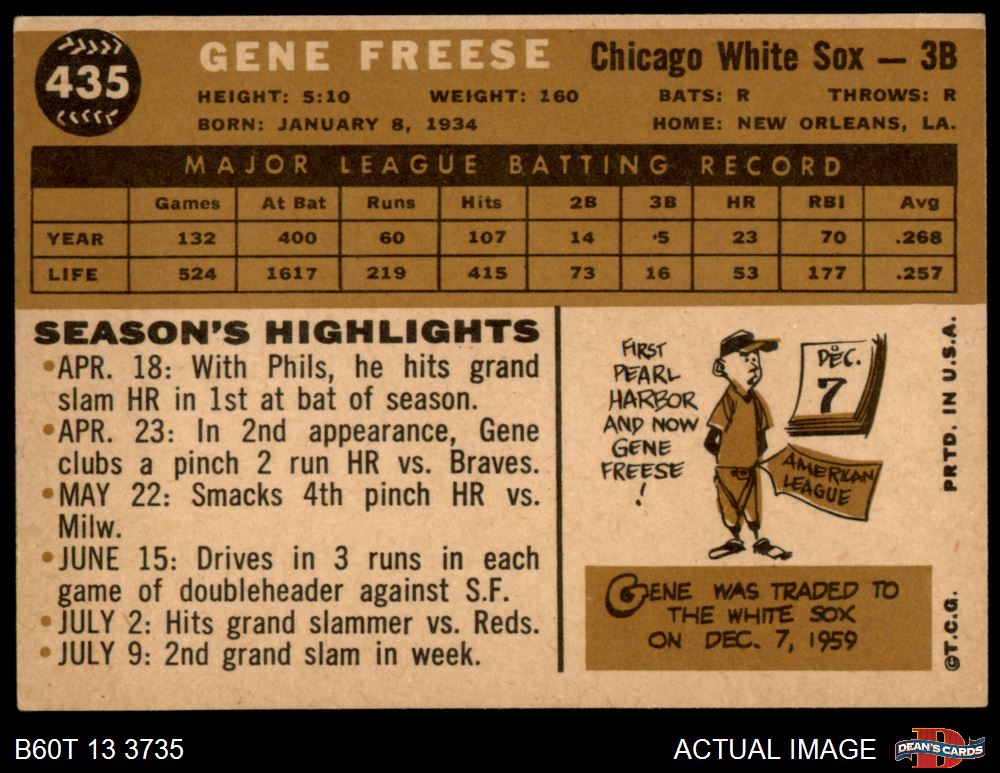 435
GENE FREESE
Chicago White Sox — 3B
HEIGHT: 5:10 WEIGHT: 160 BATS: R THROWS: R
BORN: JANUARY 8, 1934 HOME: NEW ORLEANS, LA.
MAJOR LEAGUE BATTING RECORD
Games At Bat Runs Hits 2B 3B HR RBI Avg
YEAR 132 400 60 107 14 5 23 70 .268
LIFE 524 1617 219 415 73 16 53 177 .257
SEASON'S HIGHLIGHTS
•APR. 18: With Phils, he hits grand
slam HR in 1st at bat of season.
•APR. 23: In 2nd appearance, Gene
clubs a pinch 2 run HR vs. Braves.
•MAY 22: Smacks 4th pinch HR vs.
Milw.
•JUNE 15: Drives in 3 runs in each
game of doubleheader against S.F.
•JULY 2: Hits grand slammer vs. Reds.
•JULY 9: 2nd grand slam in week.
FIRST
PEARL
HARBOR
AND NOW
GENE
FREESE
!
DEC.
7
AMERICAN
LEAGUE
GENE WAS TRADED TO
THE WHITE SOX
ON DEC. 7, 1959
©T.C.G. PRTD. IN U.S.A.
B60T 13 3735
ACTUAL IMAGE
DEAN'S CARDS